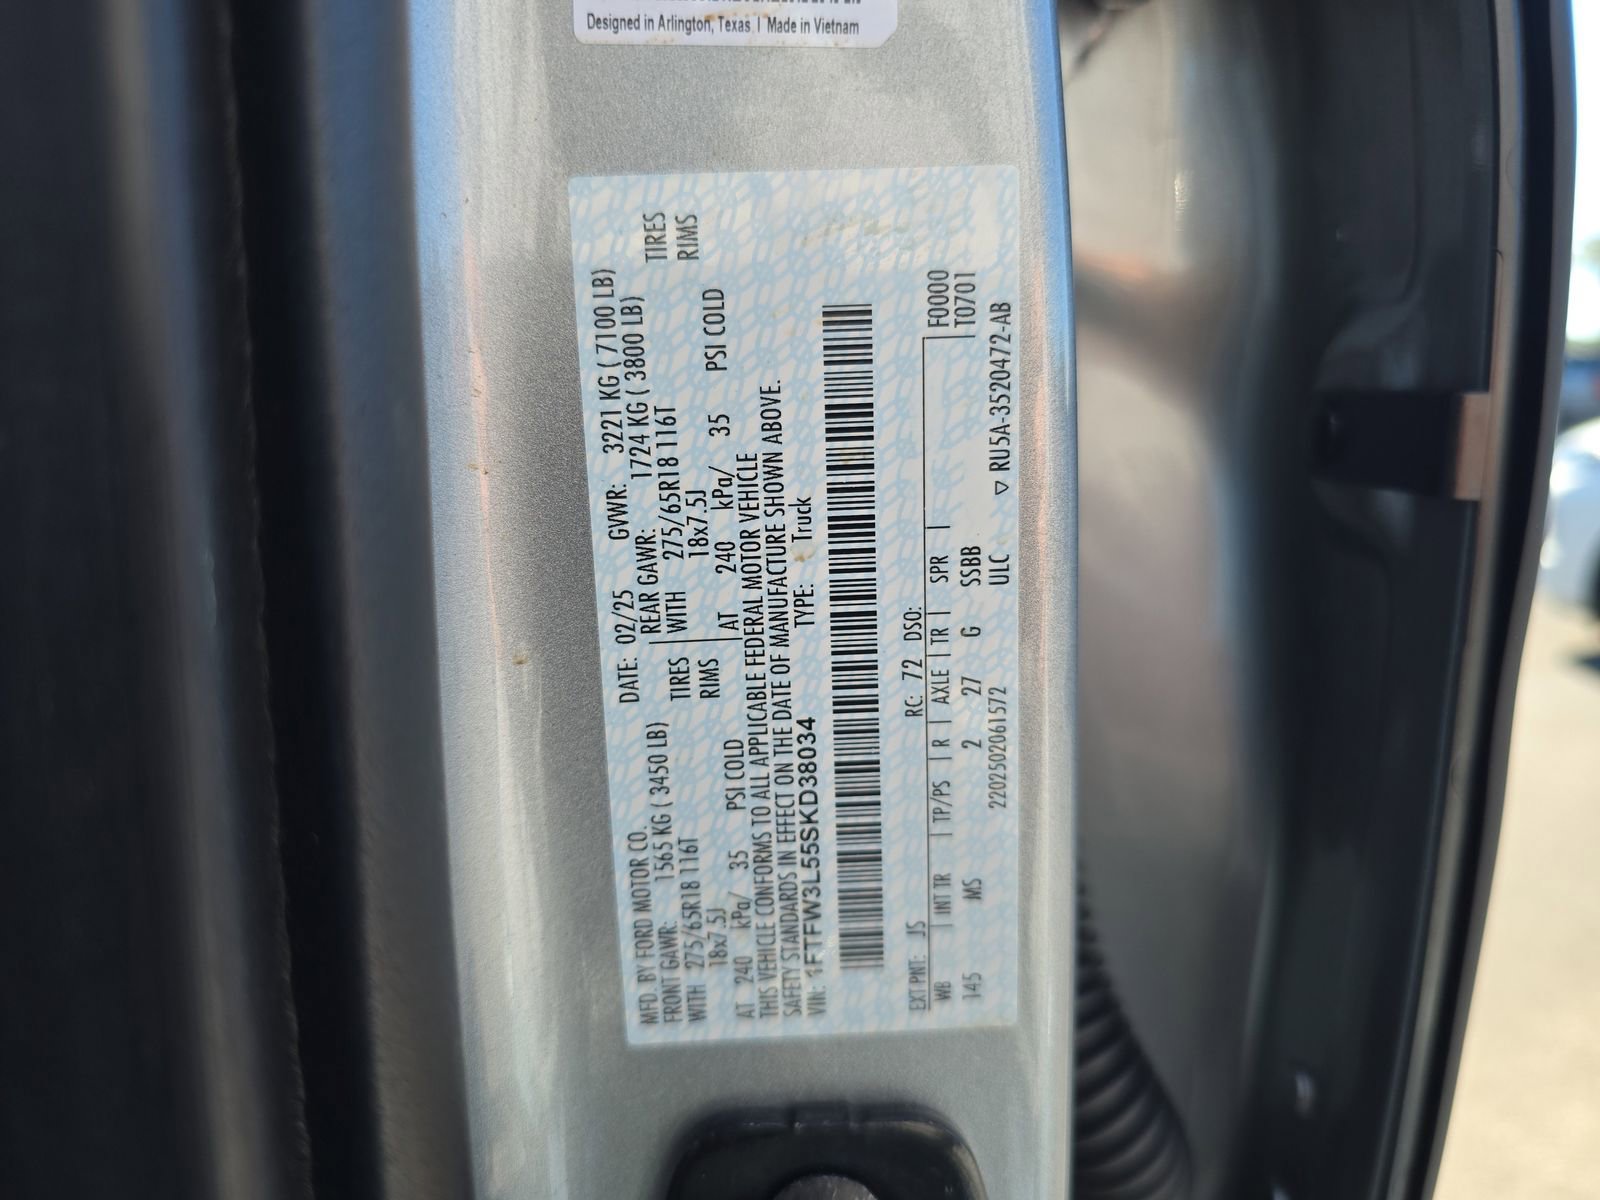 Designed in Arlington, Texas | Made in Vietnam
MFD. BY FORD MOTOR CO.
DATE: 02/25 GVWR: 3221 KG ( 7100 LB)
FRONT GAWR: 1565 KG ( 3450 LB)
REAR GAWR: 1724 KG ( 3800 LB)
WITH 275/65R18 116T TIRES
WITH 275/65R18 116T TIRES
18x7.5J RIMS
18x7.5J RIMS
AT 240 kPa/ 35 PSI COLD
AT 240 kPa/ 35 PSI COLD
THIS VEHICLE CONFORMS TO ALL APPLICABLE FEDERAL MOTOR VEHICLE
SAFETY STANDARDS IN EFFECT ON THE DATE OF MANUFACTURE SHOWN ABOVE.
VIN: 1FTFW3L55SKD38034 TYPE: Truck
EXT PNT: JS RC: 72 DSO: F0000
WB | INT TR | TP/PS | R | AXLE | TR | SPR | T0701
145 MS 2 27 G SSBB
2202502061572 ULC ▽ RU5A-3520472-AB